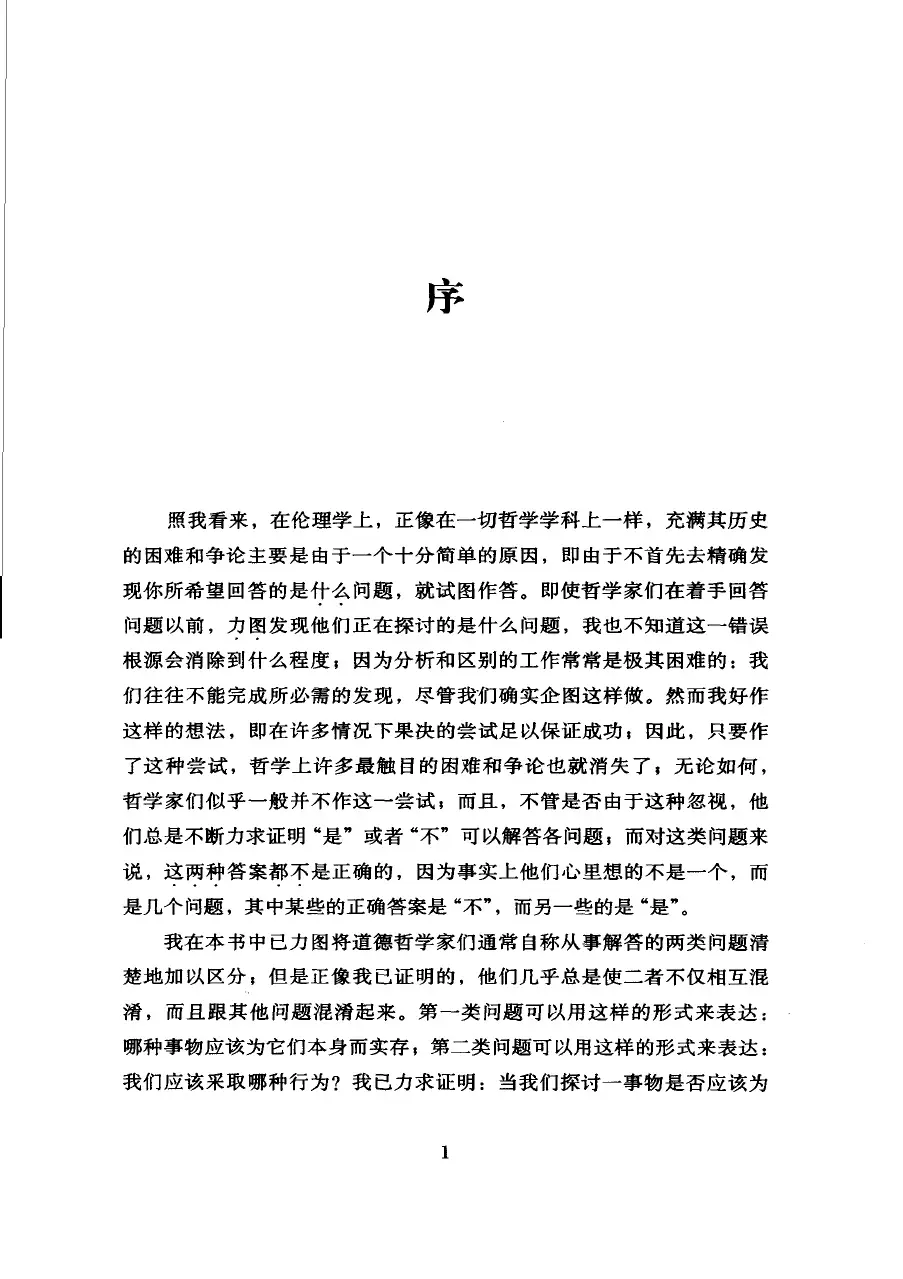 序
照我看来，在伦理学上，正像在一切哲学学科上一样，充满其历史
的困难和争论主要是由于一个十分简单的原因，即由于不首先去精确发
现你所希望回答的是什么问题，就试图作答。即使哲学家们在着手回答
问题以前，力图发现他们正在探讨的是什么问题，我也不知道这一错误
根源会消除到什么程度；因为分析和区别的工作常常是极其困难的：我
们往往不能完成所必需的发现，尽管我们确实企图这样做。然而我好作
这样的想法，即在许多情况下果决的尝试足以保证成功；因此，只要作
了这种尝试，哲学上许多最触目的困难和争论也就消失了；无论如何，
哲学家们似乎一般并不作这一尝试；而且，不管是否由于这种忽视，他
们总是不断力求证明“是”或者“不”可以解答各问题；而对这类问题来
说，这两种答案都不是正确的，因为事实上他们心里想的不是一个，而
是几个问题，其中某些的正确答案是“不”，而另一些的是“是”。
我在本书中已力图将道德哲学家们通常自称从事解答的两类问题清
楚地加以区分；但是正像我已证明的，他们几乎总是使二者不仅相互混
淆，而且跟其他问题混淆起来。第一类问题可以用这样的形式来表达：
哪种事物应该为它们本身而实存；第二类问题可以用这样的形式来表达：
我们应该采取哪种行为？我已力求证明：当我们探讨一事物是否应该为
1